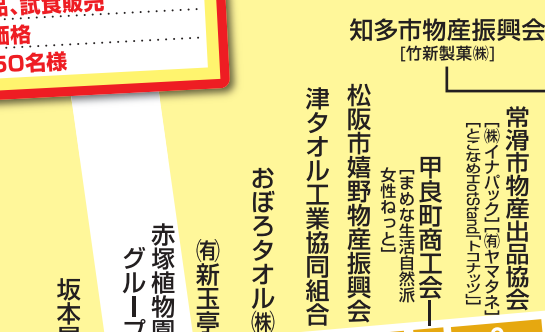 品、試食販売
価格
50名様
知多市物産振興会
[竹新製菓㈱]
常滑市物産出品協会
[㈱イナパック][㈲ヤマタネ]
[とこなめHotStand「トコナッツ」]
甲良町商工会
[まめな生活自然派
女性ねっと]
松阪市嬉野物産振興会
津タオル工業協同組合
おぼろタオル㈱
㈲新玉亭
赤塚植物園
グループ
坂本屋